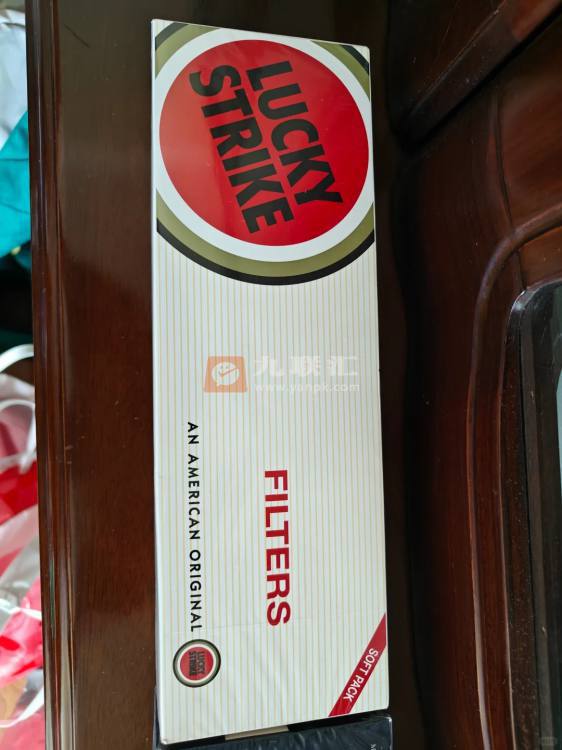 LUCKY
STRIKE
九联汇
www.yanpk.com
FILTERS
AN AMERICAN ORIGINAL
LUCKY
STRIKE
SOFT PACK